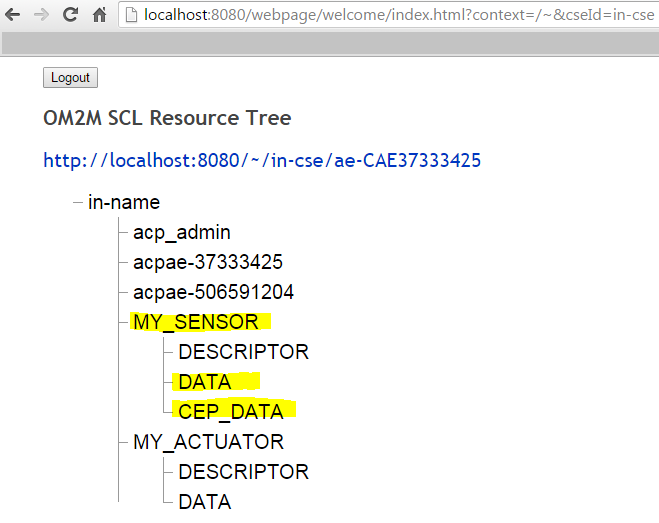 localhost:8080/webpage/welcome/index.html?context=/~&cseId=in-cse
Logout
OM2M SCL Resource Tree
http://localhost:8080/~/in-cse/ae-CAE37333425
in-name
acp_admin
acpae-37333425
acpae-506591204
MY_SENSOR
DESCRIPTOR
DATA
CEP_DATA
MY_ACTUATOR
DESCRIPTOR
DATA